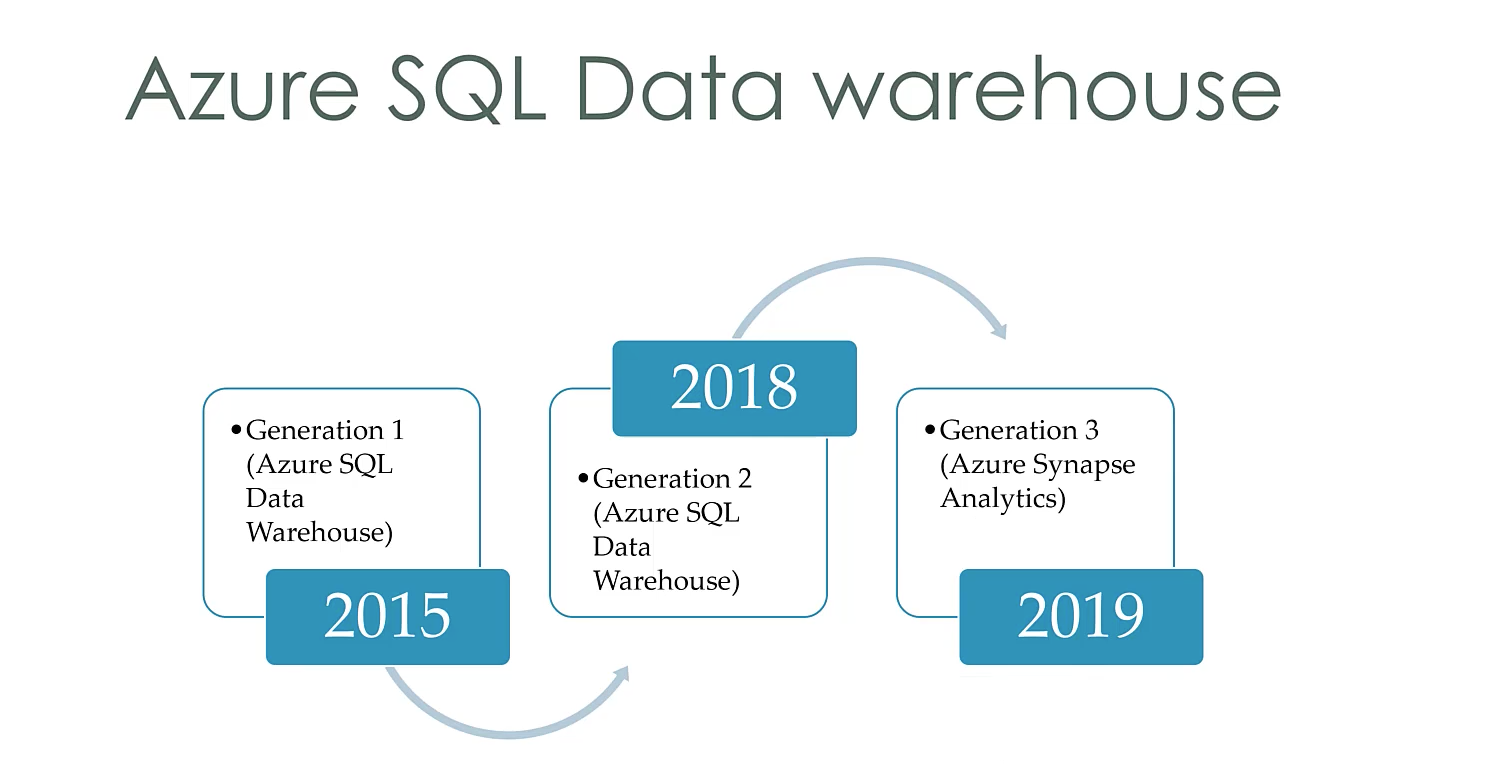 Azure SQL Data warehouse
•Generation 1
(Azure SQL
Data
Warehouse)
2015
2018
•Generation 2
(Azure SQL
Data
Warehouse)
•Generation 3
(Azure Synapse
Analytics)
2019